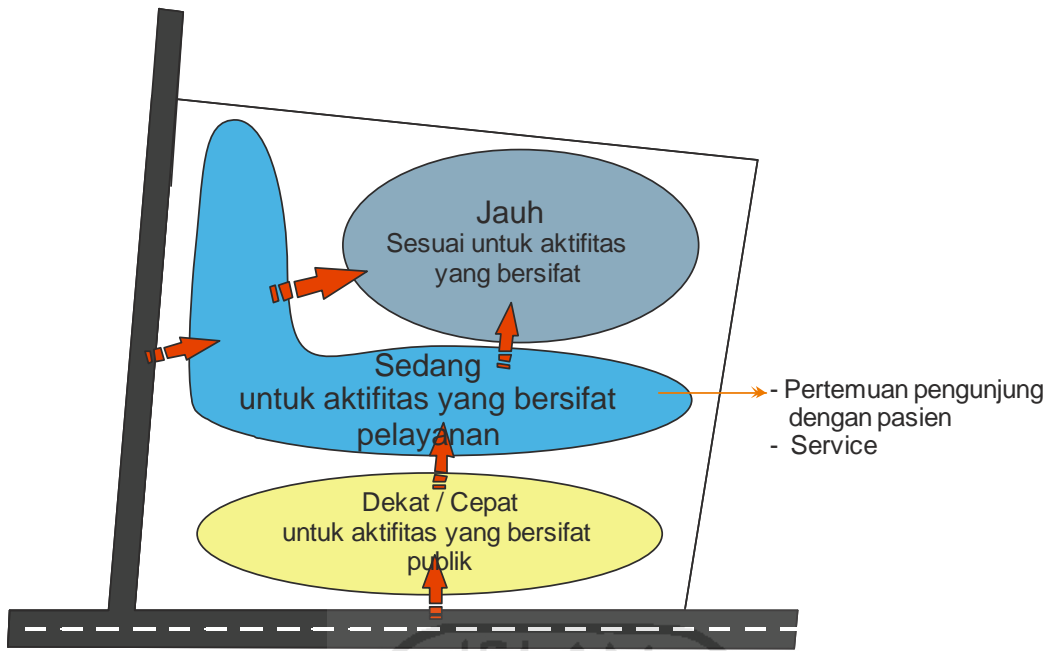 Jauh
Sesuai untuk aktifitas
yang bersifat
Sedang
untuk aktifitas yang bersifat
pelayanan
- Pertemuan pengunjung
dengan pasien
- Service
Dekat / Cepat
untuk aktifitas yang bersifat
publik